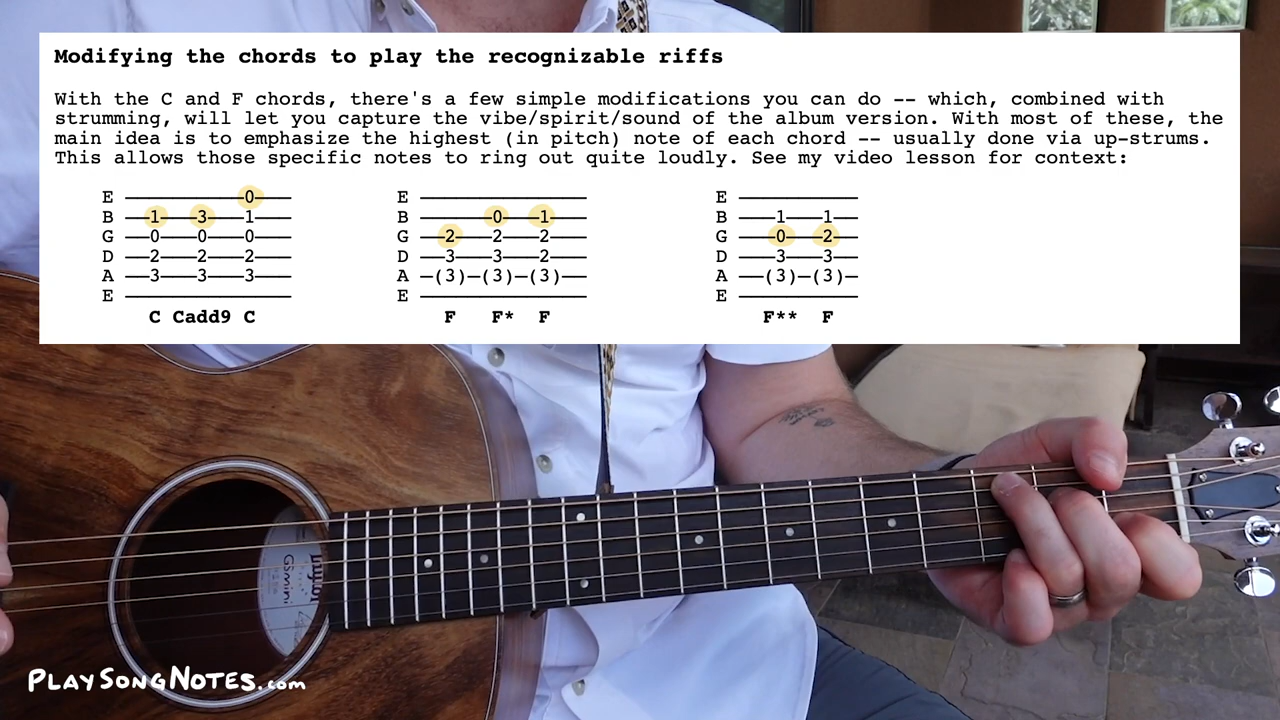 Modifying the chords to play the recognizable riffs
With the C and F chords, there's a few simple modifications you can do -- which, combined with
strumming, will let you capture the vibe/spirit/sound of the album version. With most of these, the
main idea is to emphasize the highest (in pitch) note of each chord -- usually done via up-strums.
This allows those specific notes to ring out quite loudly. See my video lesson for context:
E ———————0— E ——————— E ———————
B —1—3—1— B ———0—1— B —1—1—
G —0—0—0— G —2—2—2— G —0—2—
D —2—2—2— D —3—3—2— D —3—3—
A —3—3—3— A —(3)—(3)—(3)— A —(3)—(3)—
E ——————— E ——————— E ———————
C Cadd9 C F F* F F** F
Taylor
GSmini
PLAYSONGNOTES.COM